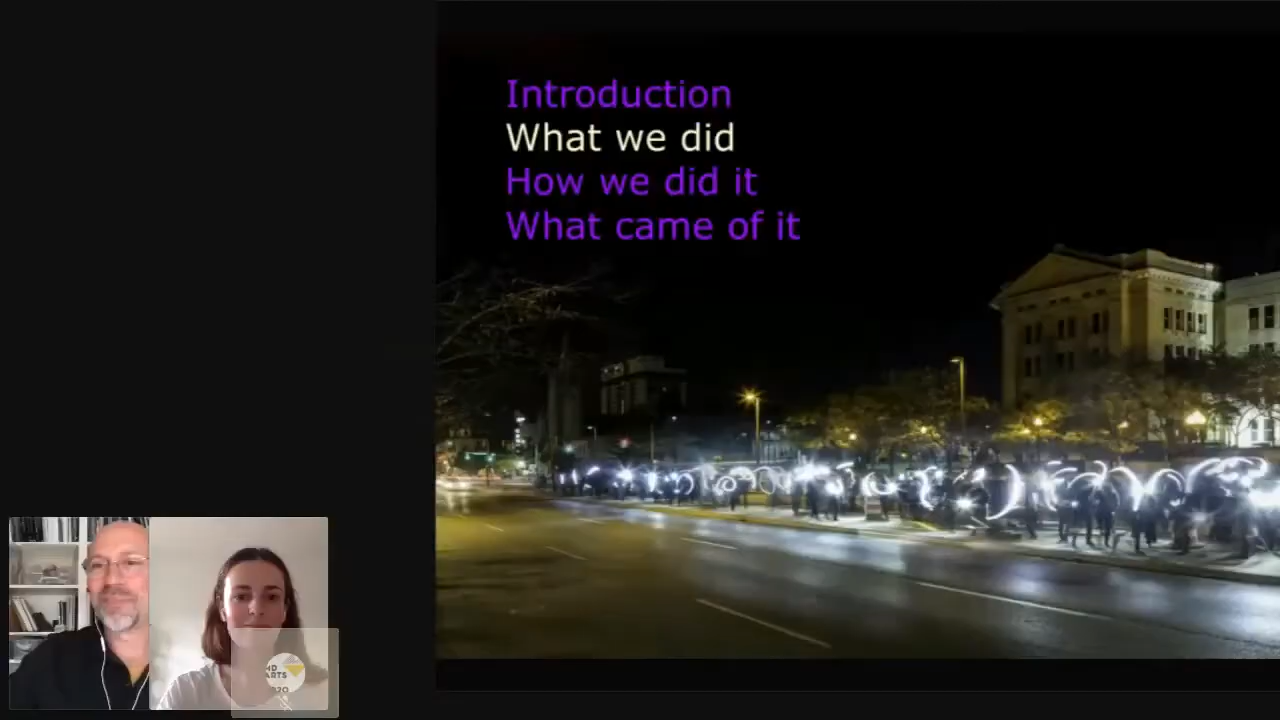 Introduction
What we did
How we did it
What came of it